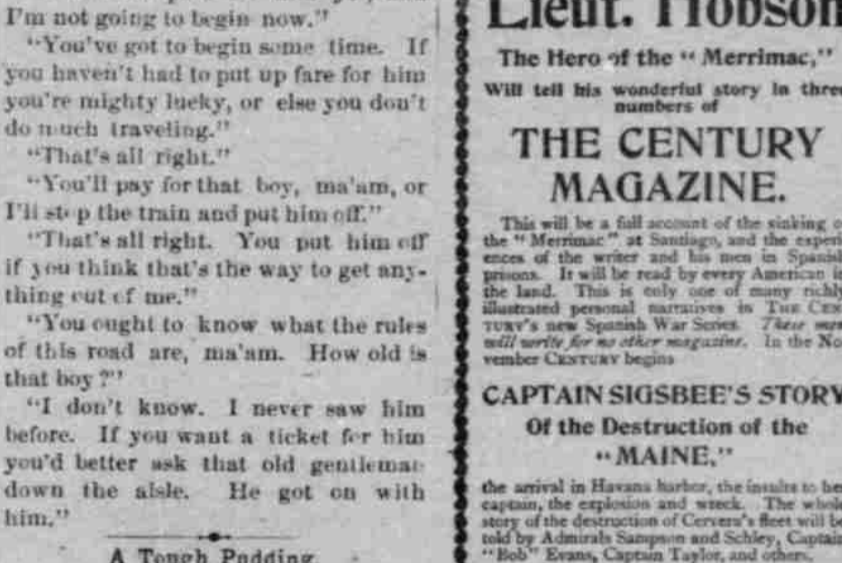 I'm not going to begin now."
"You've got to begin some time. If
you haven't had to put up fare for him
you're mighty lucky, or else you don't
do much traveling."
"That's all right."
"You'll pay for that boy, ma'am, or
I'll stop the train and put him off."
"That's all right. You put him off
if you think that's the way to get any-
thing out of me."
"You ought to know what the rules
of this road are, ma'am. How old is
that boy?"
"I don't know. I never saw him
before. If you want a ticket for him
you'd better ask that old gentleman
down the aisle. He got on with
him."
A Tough Pudding
Lieut. Hobson
The Hero of the "Merrimac,"
Will tell his wonderful story in three
numbers of
THE CENTURY
MAGAZINE.
This will be a full account of the sinking o
the "Merrimac" at Santiago, and the experi
ences of the writer and his men in Spanish
prisons. It will be read by every American in
the land. This is only one of many richly
illustrated personal narratives in THE CEN
TURY's new Spanish War Series. These men
will write for no other magazine. In the No
vember CENTURY begins
CAPTAIN SIGSBEE'S STORY
Of the Destruction of the
"MAINE,"
the arrival in Havana harbor, the insults to her
captain, the explosion and wreck. The whole
story of the destruction of Cervera's fleet will be
told by Admirals Sampson and Schley, Captain
"Bob" Evans, Captain Taylor, and others.